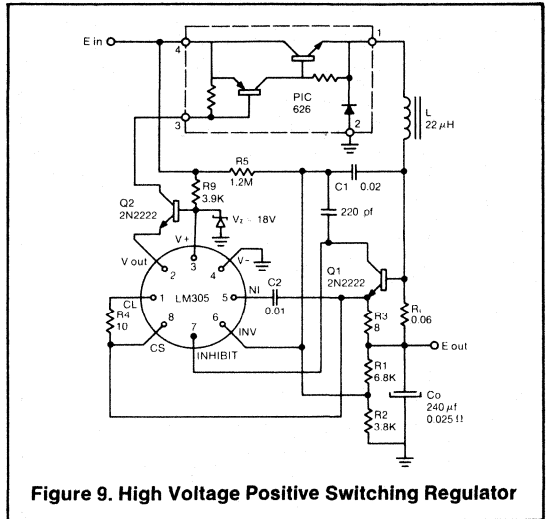 E in
4
1
PIC
626
3
2
L
22 μH
R5
1.2M
C1
0.02
R9
3.9K
Q2
2N2222
Vz = 18V
220 pf
V+
V-
Q1
2N2222
V out
2
3
4
NI
C2
0.01
CL
1
LM305
5
R4
10
R3
8
0.06
8
6
INV
E out
CS
7
INHIBIT
R1
6.8K
Co
240 μf
0.025 Ω
R2
3.8K
Figure 9. High Voltage Positive Switching Regulator